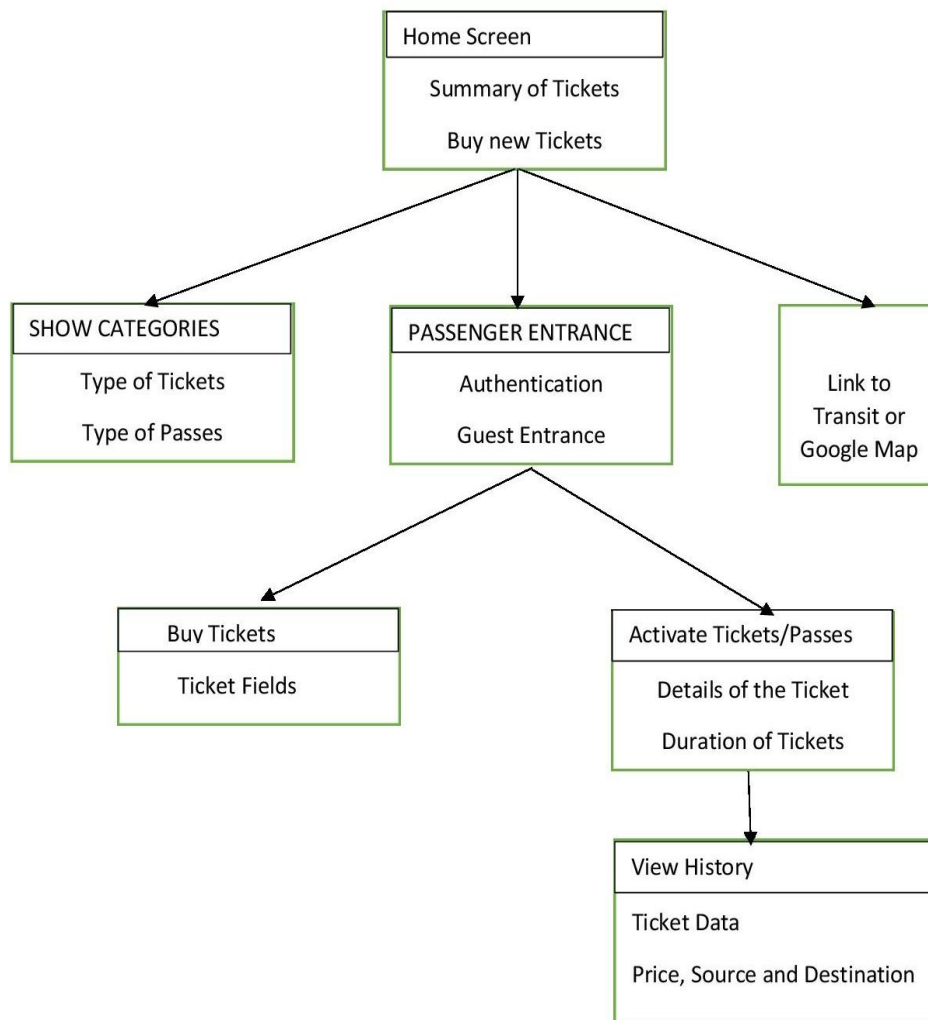 Home Screen
Summary of Tickets
Buy new Tickets
SHOW CATEGORIES
Type of Tickets
Type of Passes
PASSENGER ENTRANCE
Authentication
Guest Entrance
Link to
Transit or
Google Map
Buy Tickets
Ticket Fields
Activate Tickets/Passes
Details of the Ticket
Duration of Tickets
View History
Ticket Data
Price, Source and Destination